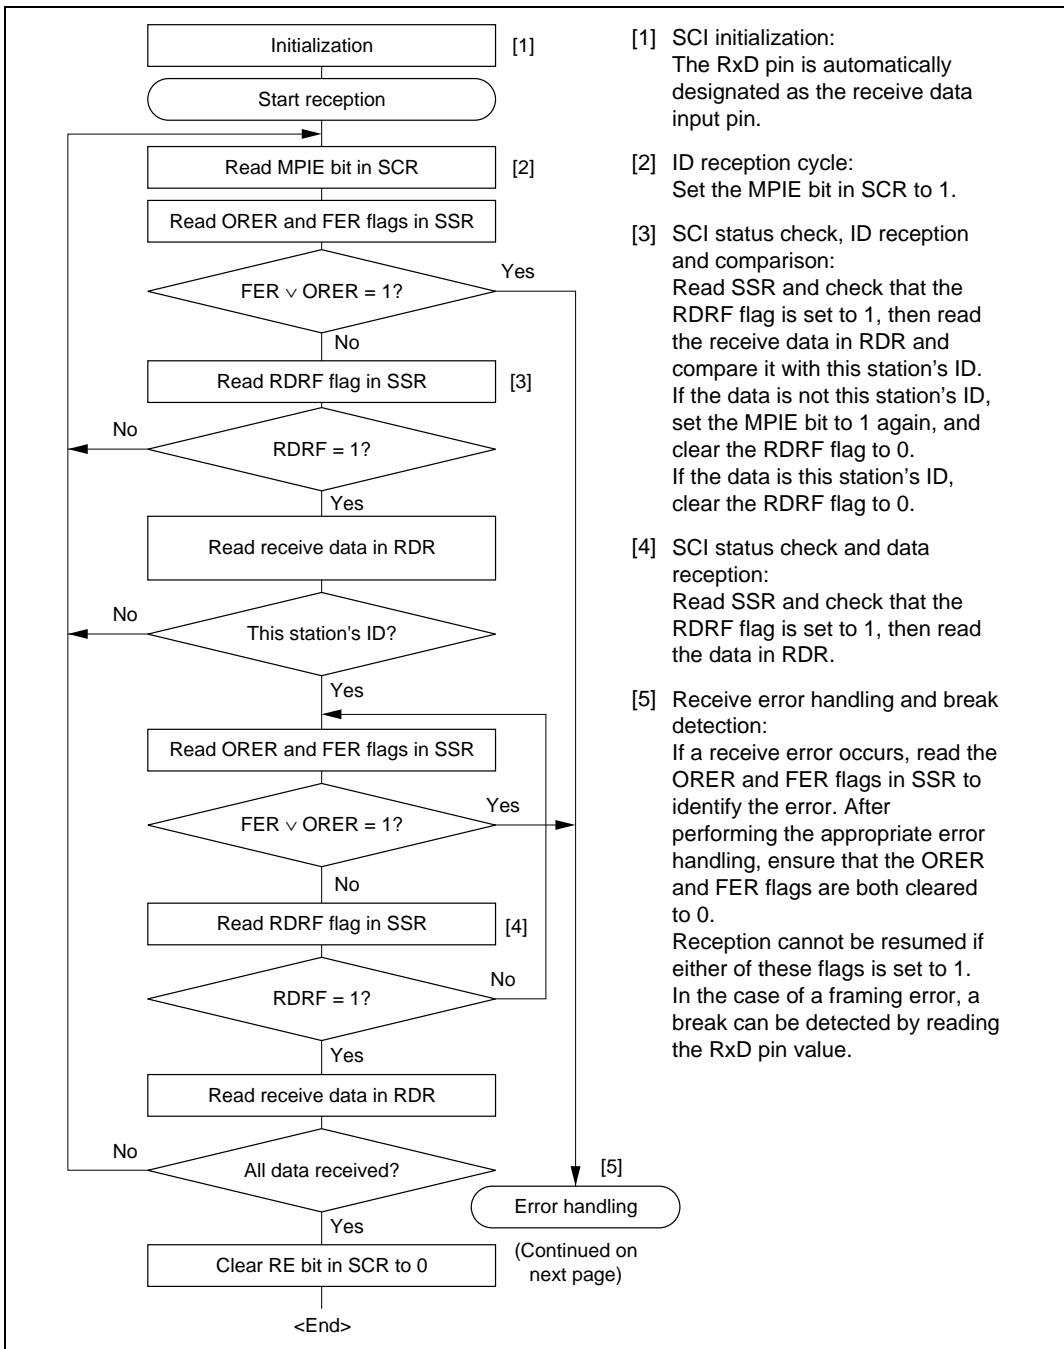 Initialization
[1]
Start reception
Read MPIE bit in SCR
[2]
Read ORER and FER flags in SSR
FER ∨ ORER = 1?
Yes
No
Read RDRF flag in SSR
[3]
No
RDRF = 1?
Yes
Read receive data in RDR
No
This station's ID?
Yes
Read ORER and FER flags in SSR
FER ∨ ORER = 1?
Yes
No
Read RDRF flag in SSR
[4]
No
RDRF = 1?
Yes
Read receive data in RDR
No
All data received?
[5]
Error handling
Yes
(Continued on
next page)
Clear RE bit in SCR to 0
<End>
[1] SCI initialization:
The RxD pin is automatically
designated as the receive data
input pin.
[2] ID reception cycle:
Set the MPIE bit in SCR to 1.
[3] SCI status check, ID reception
and comparison:
Read SSR and check that the
RDRF flag is set to 1, then read
the receive data in RDR and
compare it with this station's ID.
If the data is not this station's ID,
set the MPIE bit to 1 again, and
clear the RDRF flag to 0.
If the data is this station's ID,
clear the RDRF flag to 0.
[4] SCI status check and data
reception:
Read SSR and check that the
RDRF flag is set to 1, then read
the data in RDR.
[5] Receive error handling and break
detection:
If a receive error occurs, read the
ORER and FER flags in SSR to
identify the error. After
performing the appropriate error
handling, ensure that the ORER
and FER flags are both cleared
to 0.
Reception cannot be resumed if
either of these flags is set to 1.
In the case of a framing error, a
break can be detected by reading
the RxD pin value.